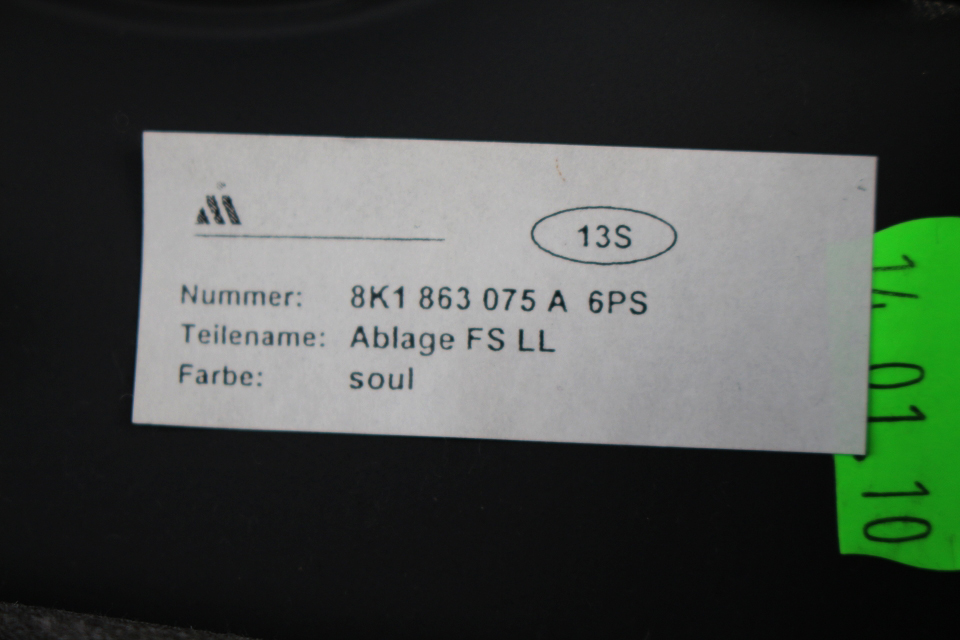 13S
Nummer: 8K1 863 075 A 6PS
Teilename: Ablage FS LL
Farbe: soul
14. 01. 10